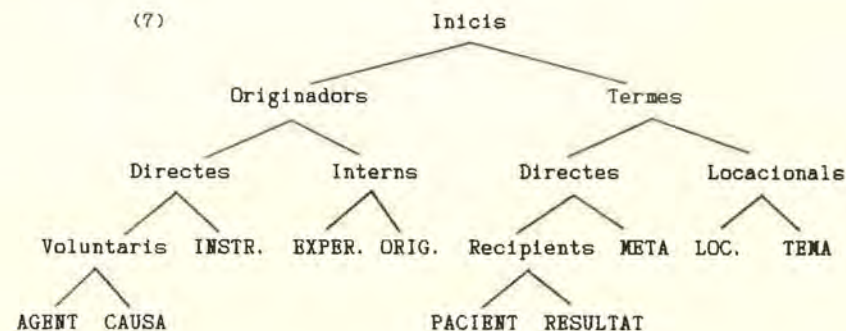 (7) Inicis
Originadors Termes
Directes Interns Directes Locacionals
Voluntaris INSTR. EXPER. ORIG. Recipients META LOC. TEMA
AGENT CAUSA PACIENT RESULTAT